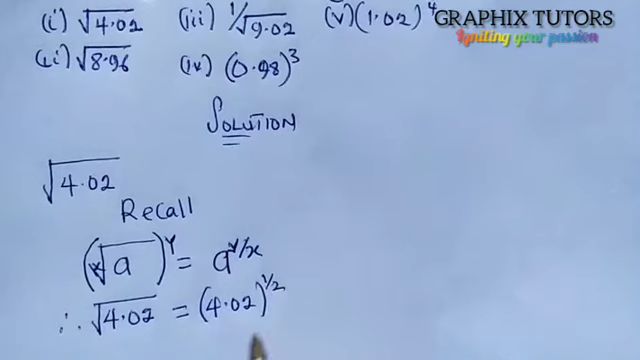 (i) √4.02 (iii) 1/√9.02 (v) (1.02)⁴
GRAPHIX TUTORS
Igniting your passion
(ii) √8.96 (iv) (0.98)³
SOLUTION
√4.02
Recall
(ˣ√a)ʸ = a^y/x
∴ √4.02 = (4.02)^1/2